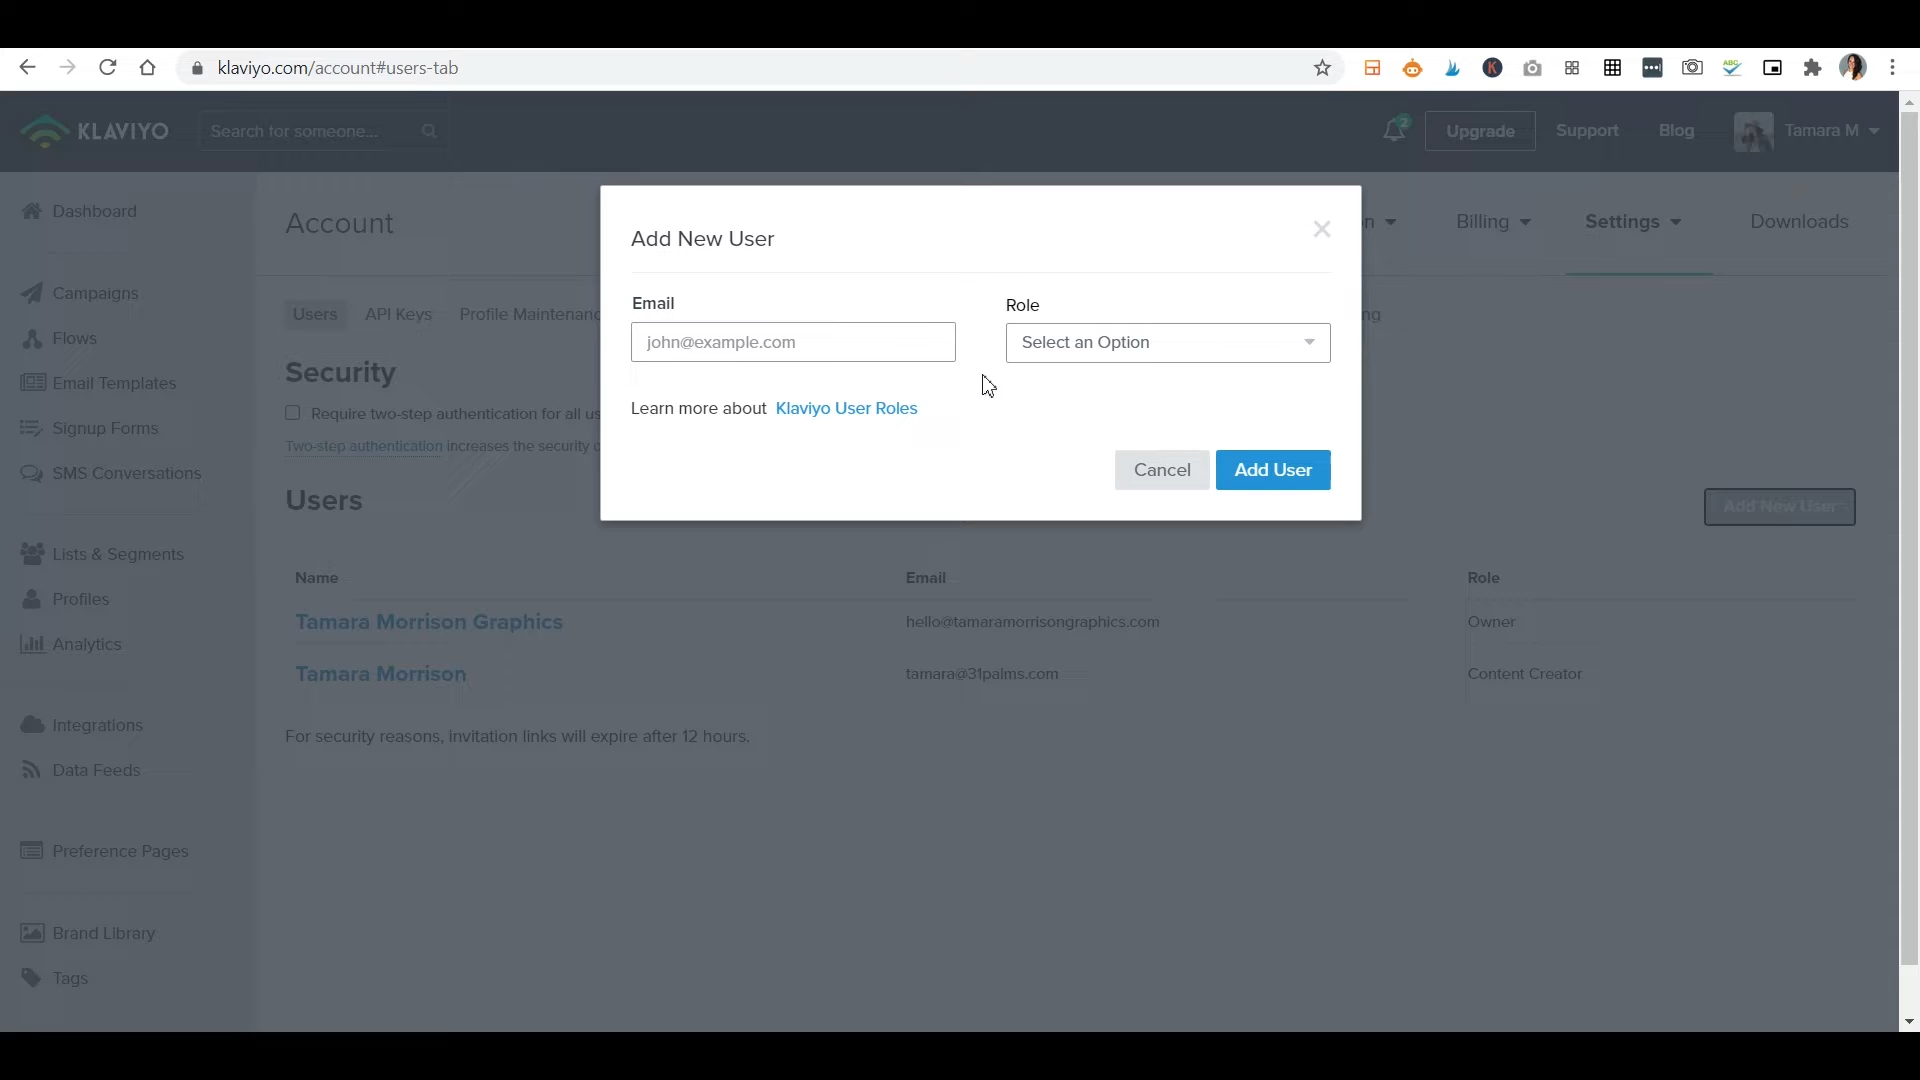 klaviyo.com/account#users-tab
KLAVIYO
Search for someone...
2
Upgrade
Support
Blog
Tamara M
Dashboard
Campaigns
Flows
Email Templates
Signup Forms
SMS Conversations
Lists & Segments
Profiles
Analytics
Integrations
Data Feeds
Preference Pages
Brand Library
Tags
Account
Billing
Settings
Downloads
Users
API Keys
Profile Maintenanc
Security
Require two-step authentication for all us
Two-step authentication increases the security o
Users
Add New User
Name
Email
Role
Tamara Morrison Graphics
hello@tamaramorrisongraphics.com
Owner
Tamara Morrison
tamara@31palms.com
Content Creator
For security reasons, invitation links will expire after 12 hours.
Add New User
Email
Role
john@example.com
Select an Option
Learn more about Klaviyo User Roles
Cancel
Add User